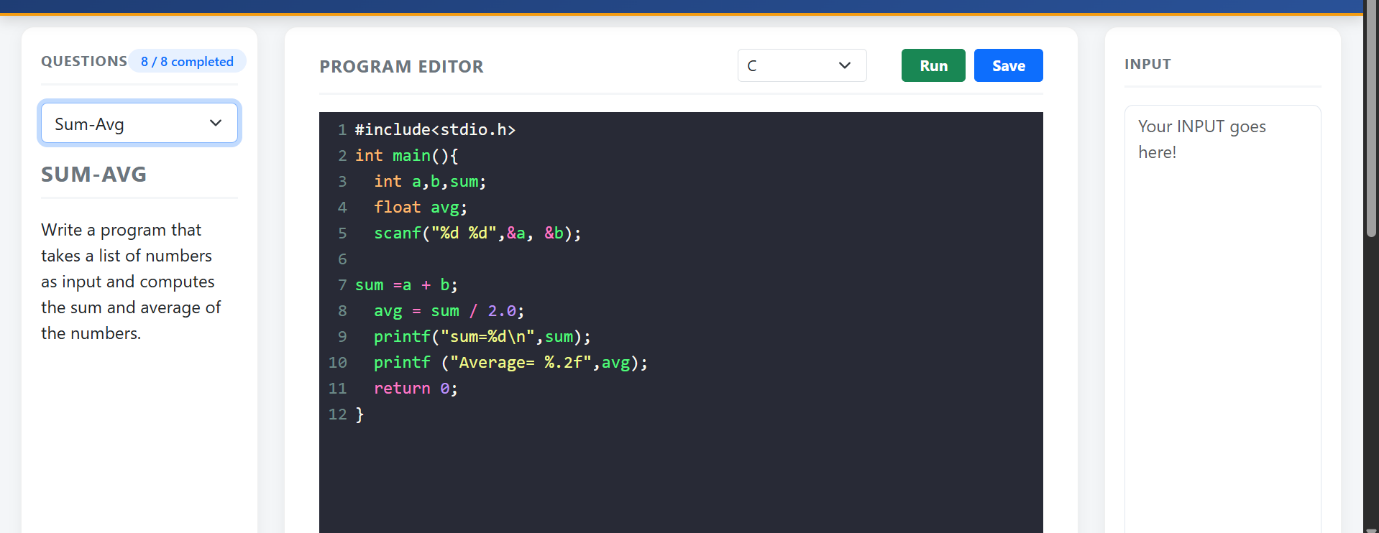 QUESTIONS 8 / 8 completed
Sum-Avg
SUM-AVG
Write a program that
takes a list of numbers
as input and computes
the sum and average of
the numbers.
PROGRAM EDITOR
C
Run
Save
1 #include<stdio.h>
2 int main(){
3   int a,b,sum;
4   float avg;
5   scanf("%d %d",&a, &b);
6
7 sum =a + b;
8   avg = sum / 2.0;
9   printf("sum=%d\n",sum);
10   printf ("Average= %.2f",avg);
11   return 0;
12 }
INPUT
Your INPUT goes
here!